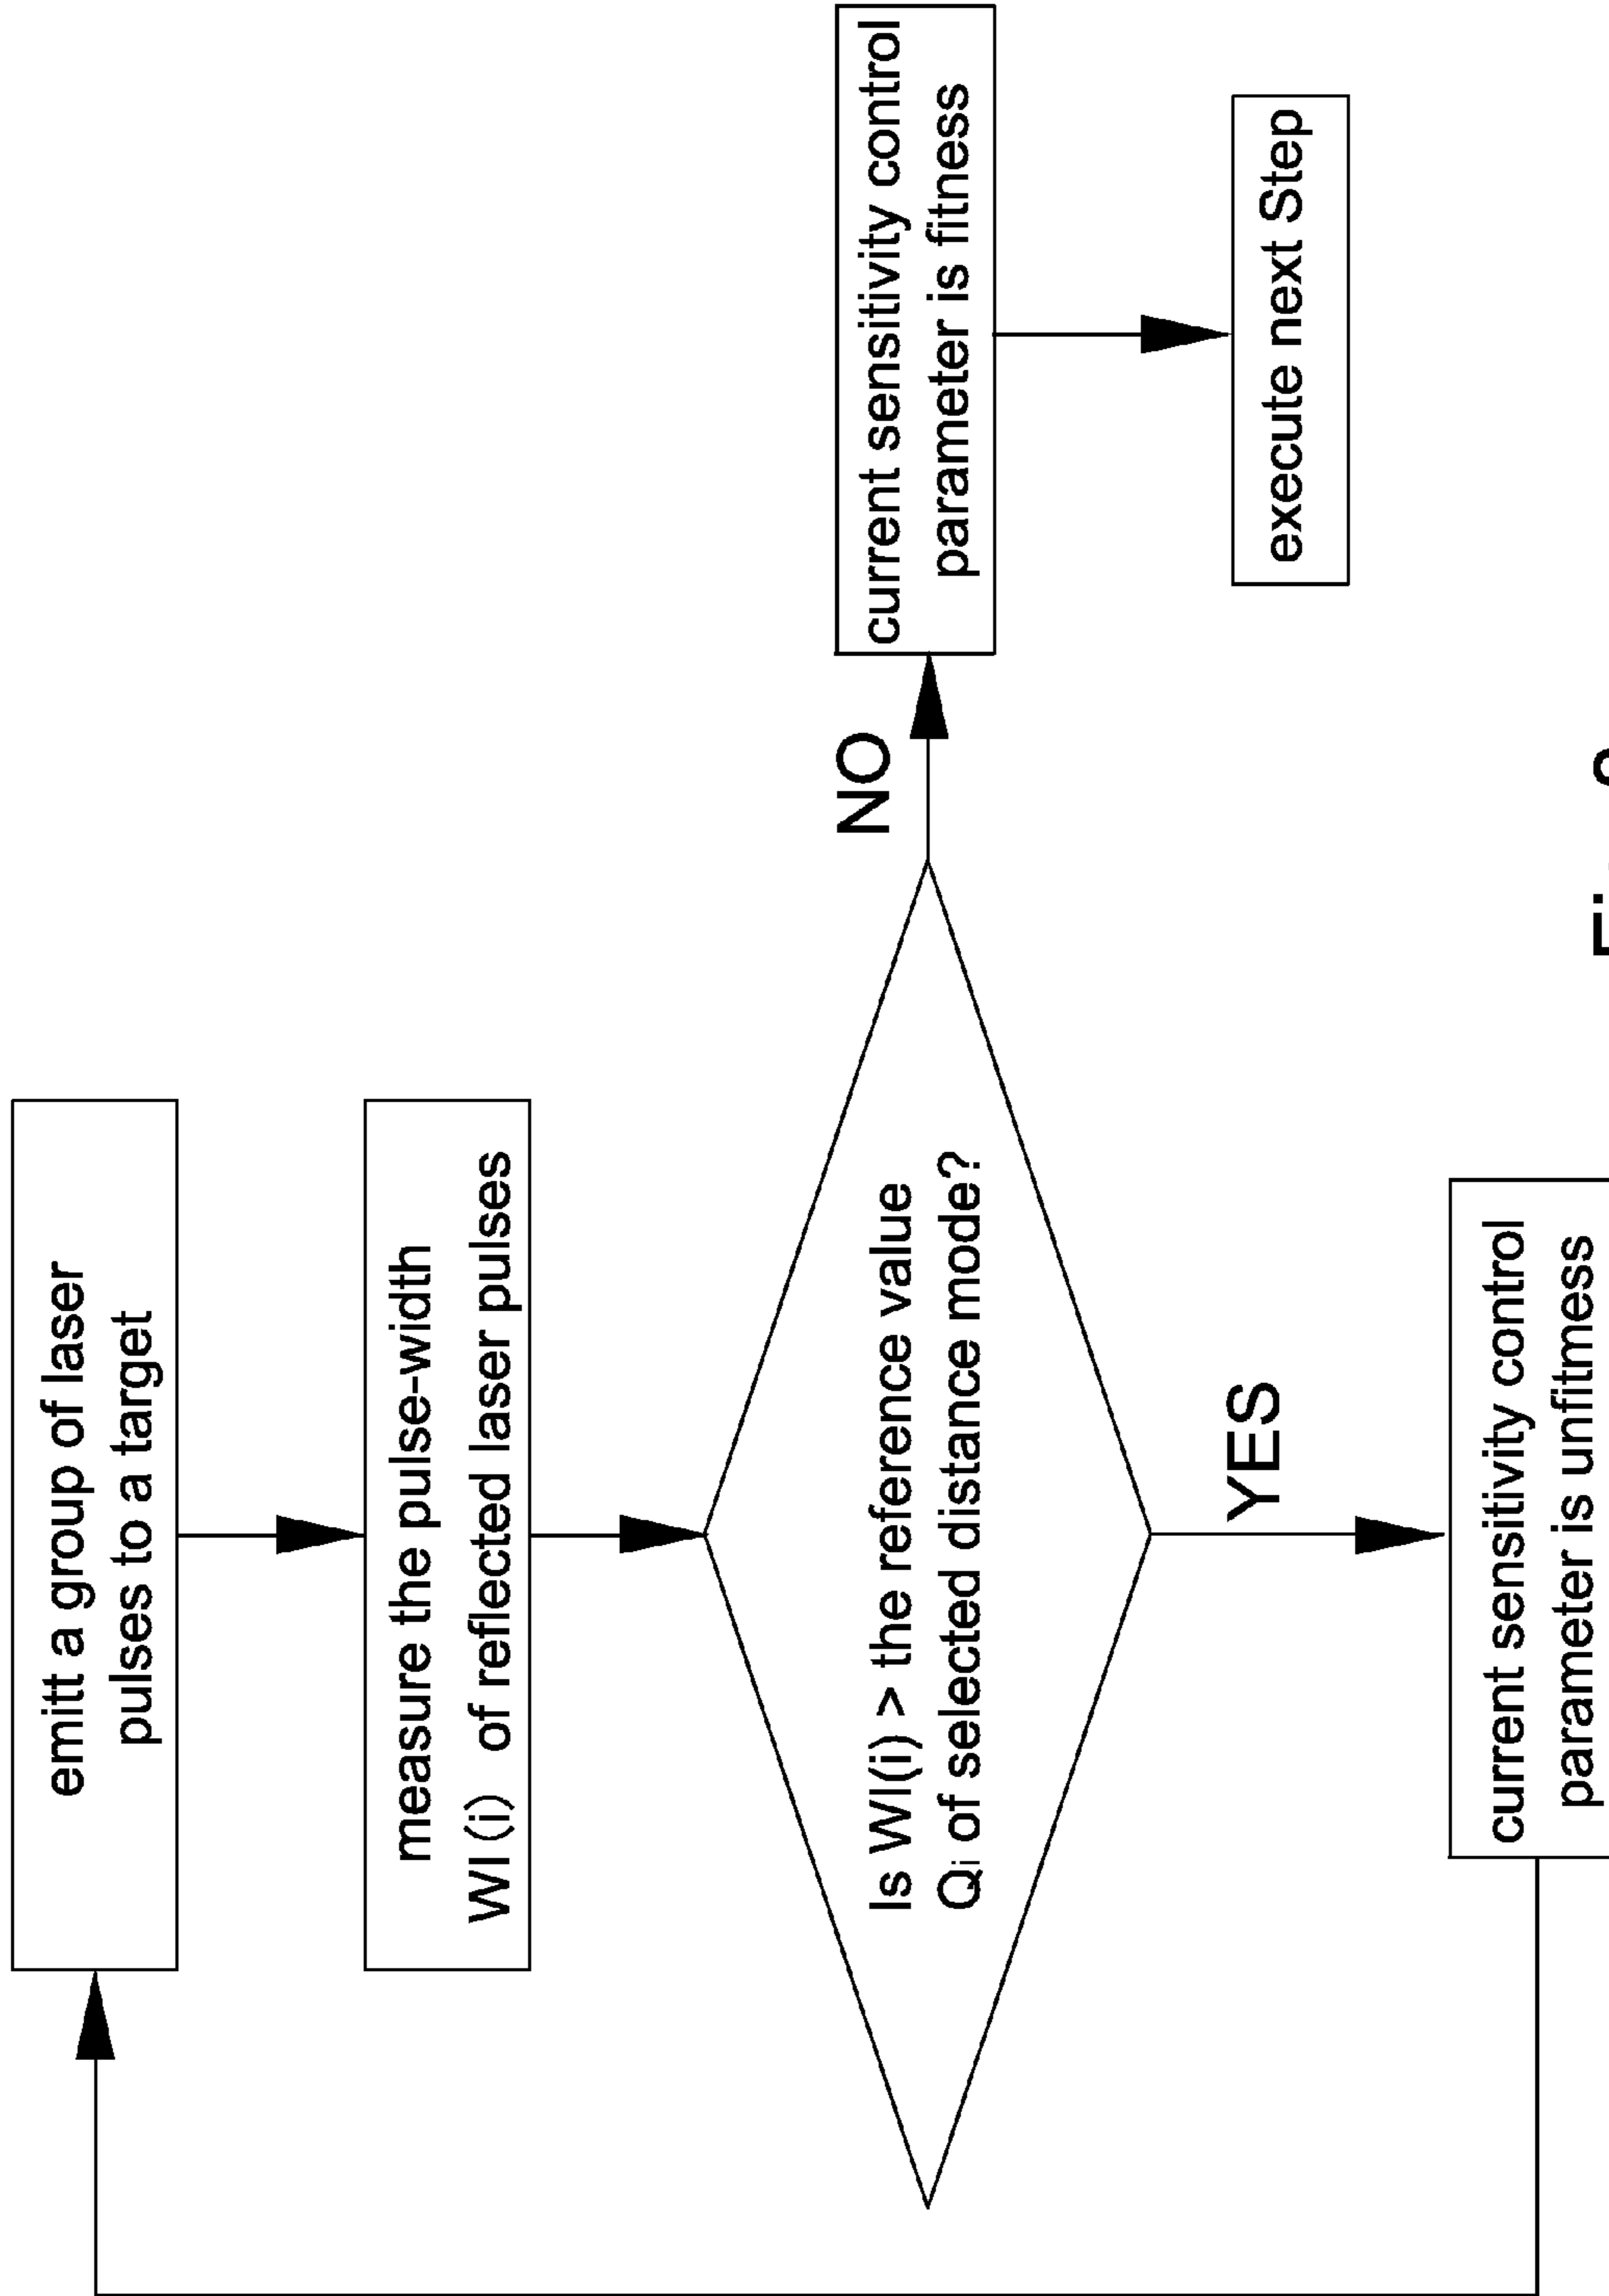 emitt a group of laser
pulses to a target
measure the pulse-width
WI (i) of reflected laser pulses
Is WI(i) > the reference value
Qi of selected distance mode?
NO
current sensitivity control
parameter is fitness
execute next Step
YES
current sensitivity control
parameter is unfitness